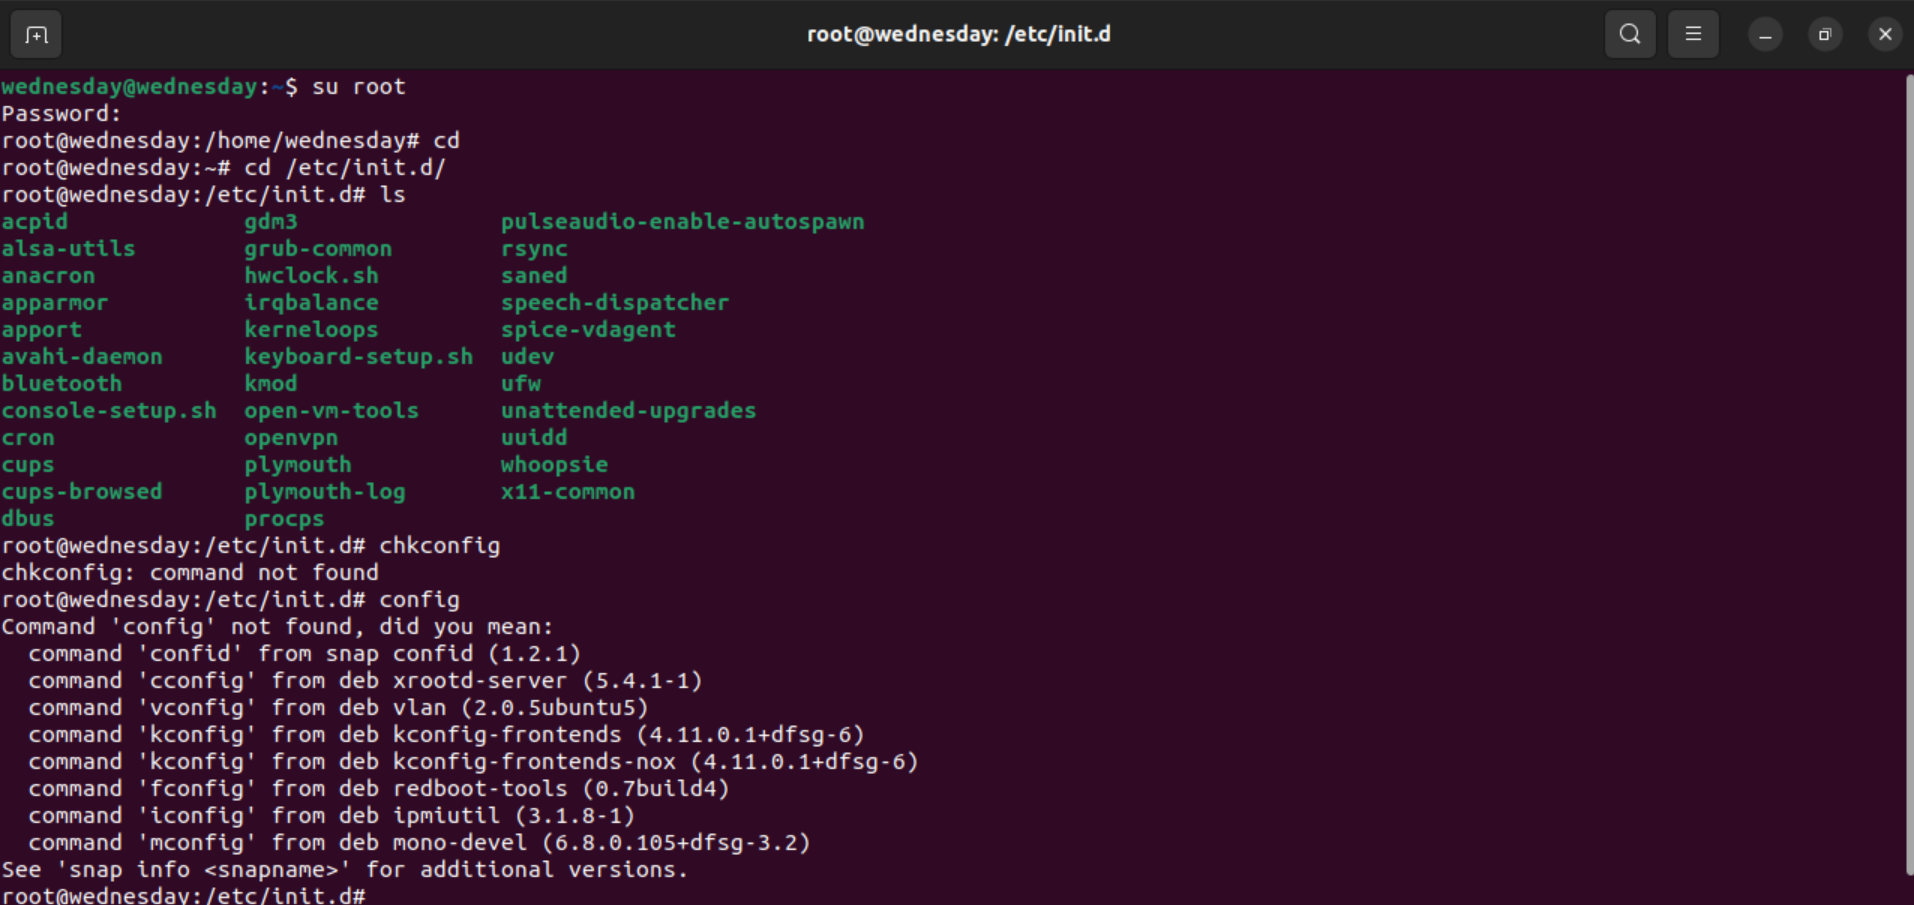 root@wednesday: /etc/init.d
wednesday@wednesday:~$ su root
Password:
root@wednesday:/home/wednesday# cd
root@wednesday:~# cd /etc/init.d/
root@wednesday:/etc/init.d# ls
acpid gdm3 pulseaudio-enable-autospawn
alsa-utils grub-common rsync
anacron hwclock.sh saned
apparmor irqbalance speech-dispatcher
apport kerneloops spice-vdagent
avahi-daemon keyboard-setup.sh udev
bluetooth kmod ufw
console-setup.sh open-vm-tools unattended-upgrades
cron openvpn uuidd
cups plymouth whoopsie
cups-browsed plymouth-log x11-common
dbus procps
root@wednesday:/etc/init.d# chkconfig
chkconfig: command not found
root@wednesday:/etc/init.d# config
Command 'config' not found, did you mean:
command 'confid' from snap confid (1.2.1)
command 'cconfig' from deb xrootd-server (5.4.1-1)
command 'vconfig' from deb vlan (2.0.5ubuntu5)
command 'kconfig' from deb kconfig-frontends (4.11.0.1+dfsg-6)
command 'kconfig' from deb kconfig-frontends-nox (4.11.0.1+dfsg-6)
command 'fconfig' from deb redboot-tools (0.7build4)
command 'iconfig' from deb ipmiutil (3.1.8-1)
command 'mconfig' from deb mono-devel (6.8.0.105+dfsg-3.2)
See 'snap info <snapname>' for additional versions.
root@wednesday:/etc/init.d#